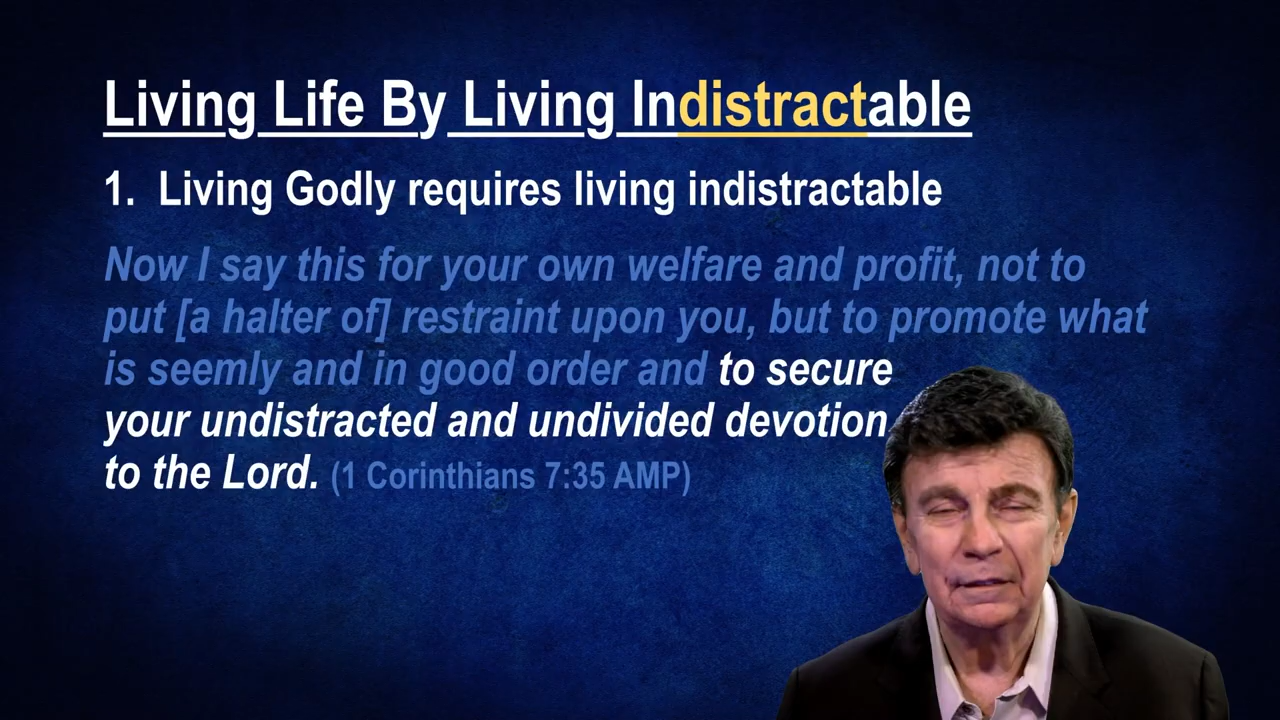 Living Life By Living Indistractable
1. Living Godly requires living indistractable
Now I say this for your own welfare and profit, not to
put [a halter of] restraint upon you, but to promote what
is seemly and in good order and to secure
your undistracted and undivided devotion
to the Lord. (1 Corinthians 7:35 AMP)